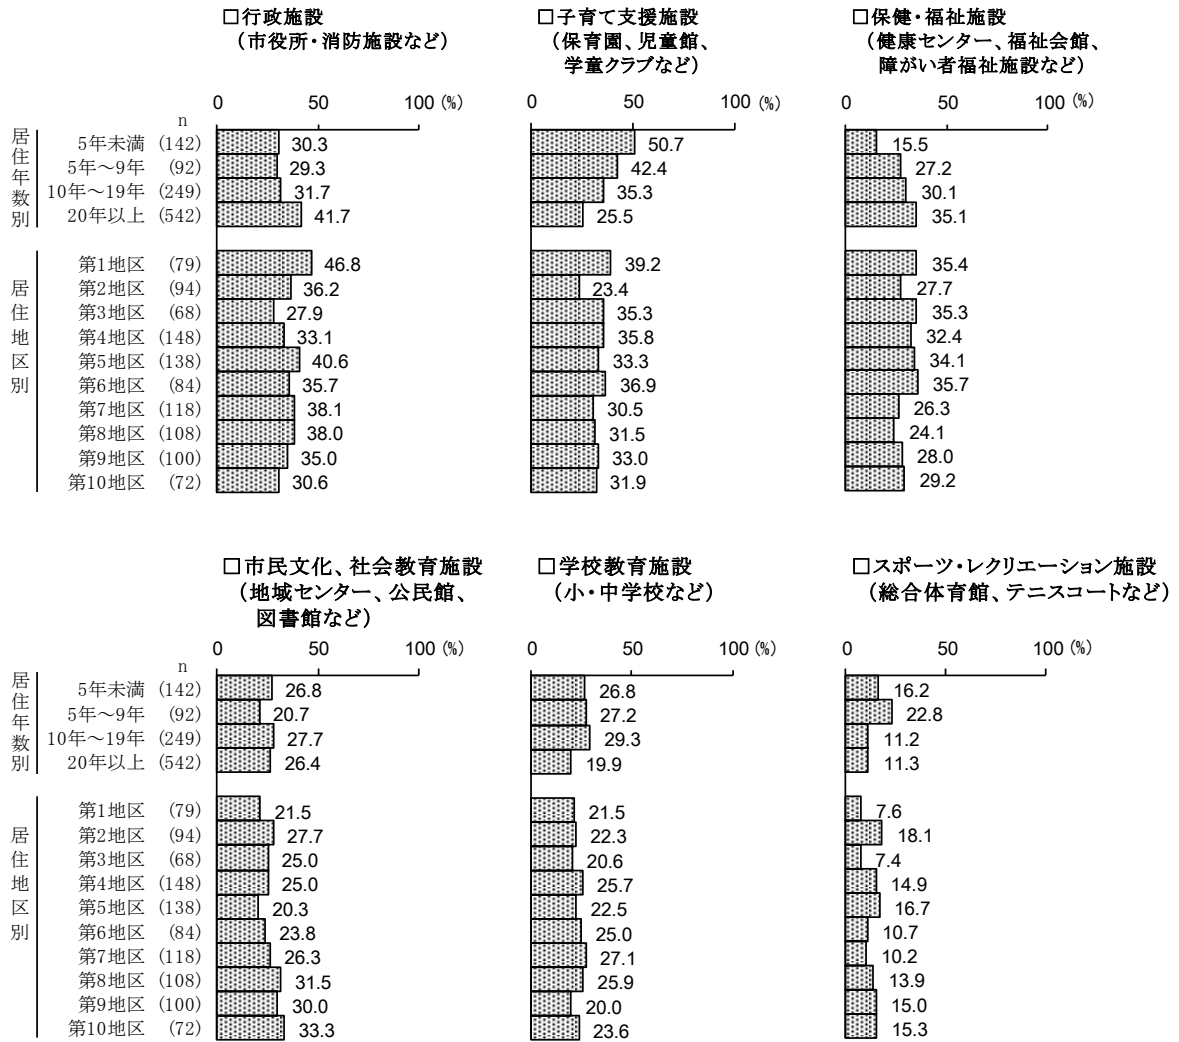 □行政施設
（市役所・消防施設など）
□子育て支援施設
（保育園、児童館、
学童クラブなど）
□保健・福祉施設
（健康センター、福祉会館、
障がい者福祉施設など）
0 50 100 (%)
0 50 100 (%)
0 50 100 (%)
n
居住年数別
5年未満 (142) 30.3 50.7 15.5
5年～9年 (92) 29.3 42.4 27.2
10年～19年 (249) 31.7 35.3 30.1
20年以上 (542) 41.7 25.5 35.1
居住地区別
第1地区 (79) 46.8 39.2 35.4
第2地区 (94) 36.2 23.4 27.7
第3地区 (68) 27.9 35.3 35.3
第4地区 (148) 33.1 35.8 32.4
第5地区 (138) 40.6 33.3 34.1
第6地区 (84) 35.7 36.9 35.7
第7地区 (118) 38.1 30.5 26.3
第8地区 (108) 38.0 31.5 24.1
第9地区 (100) 35.0 33.0 28.0
第10地区 (72) 30.6 31.9 29.2
□市民文化、社会教育施設
（地域センター、公民館、
図書館など）
□学校教育施設
（小・中学校など）
□スポーツ・レクリエーション施設
（総合体育館、テニスコートなど）
0 50 100 (%)
0 50 100 (%)
0 50 100 (%)
n
居住年数別
5年未満 (142) 26.8 26.8 16.2
5年～9年 (92) 20.7 27.2 22.8
10年～19年 (249) 27.7 29.3 11.2
20年以上 (542) 26.4 19.9 11.3
居住地区別
第1地区 (79) 21.5 21.5 7.6
第2地区 (94) 27.7 22.3 18.1
第3地区 (68) 25.0 20.6 7.4
第4地区 (148) 25.0 25.7 14.9
第5地区 (138) 20.3 22.5 16.7
第6地区 (84) 23.8 25.0 10.7
第7地区 (118) 26.3 27.1 10.2
第8地区 (108) 31.5 25.9 13.9
第9地区 (100) 30.0 20.0 15.0
第10地区 (72) 33.3 23.6 15.3